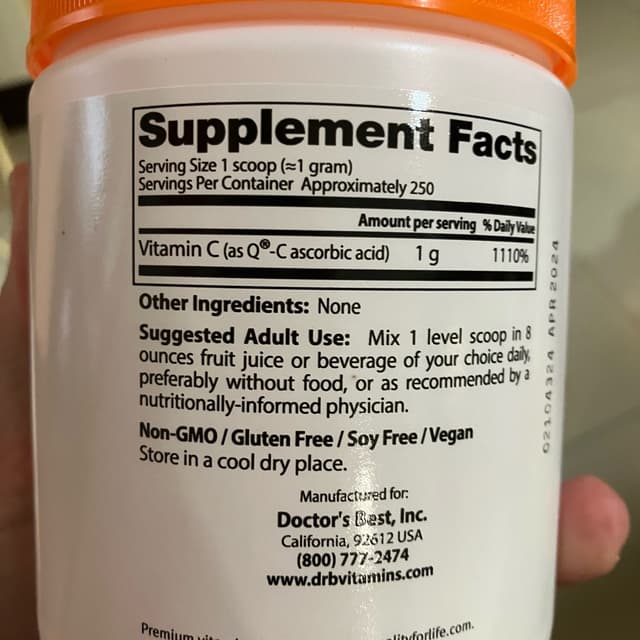 Supplement Facts
Serving Size 1 scoop (≈1 gram)
Servings Per Container Approximately 250
Amount per serving % Daily Value
Vitamin C (as Q®-C ascorbic acid) 1 g 1110%
Other Ingredients: None
Suggested Adult Use: Mix 1 level scoop in 8
ounces fruit juice or beverage of your choice daily,
preferably without food, or as recommended by a
nutritionally-informed physician.
Non-GMO / Gluten Free / Soy Free / Vegan
Store in a cool dry place.
Manufactured for:
Doctor's Best, Inc.
California, 92612 USA
(800) 777-2474
www.drbvitamins.com
Premium
02104324 APR 2024